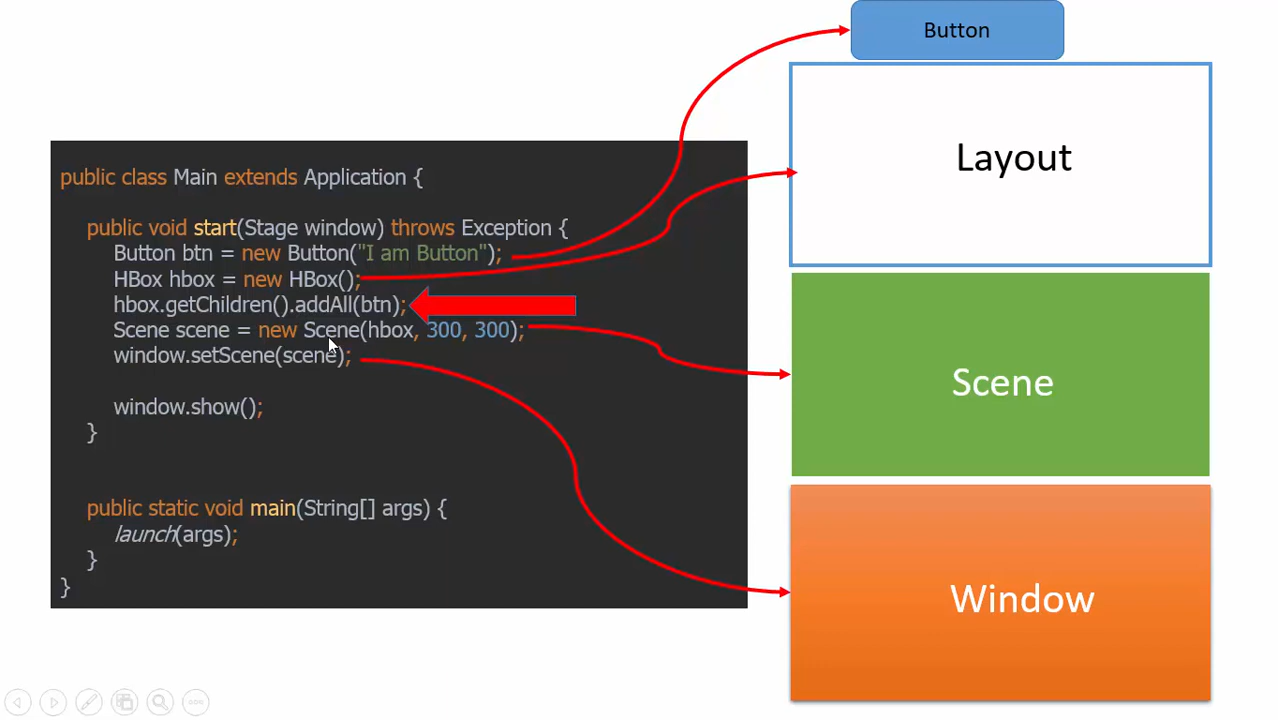 Button
Layout
public class Main extends Application {
public void start(Stage window) throws Exception {
Button btn = new Button("I am Button");
HBox hbox = new HBox();
hbox.getChildren().addAll(btn);
Scene scene = new Scene(hbox, 300, 300);
window.setScene(scene);
window.show();
}
public static void main(String[] args) {
launch(args);
}
}
Scene
Window